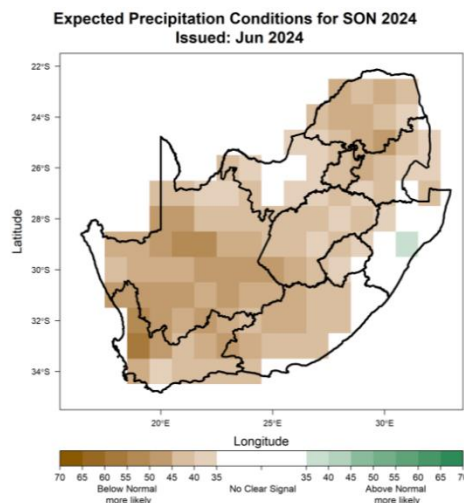 Expected Precipitation Conditions for SON 2024
Issued: Jun 2024
22°S
24°S
26°S
28°S
30°S
32°S
34°S
Latitude
20°E
25°E
30°E
Longitude
70 65 60 55 50 45 40 35 35 40 45 50 55 60 65 70
Below Normal No Clear Signal Above Normal
more likely more likely